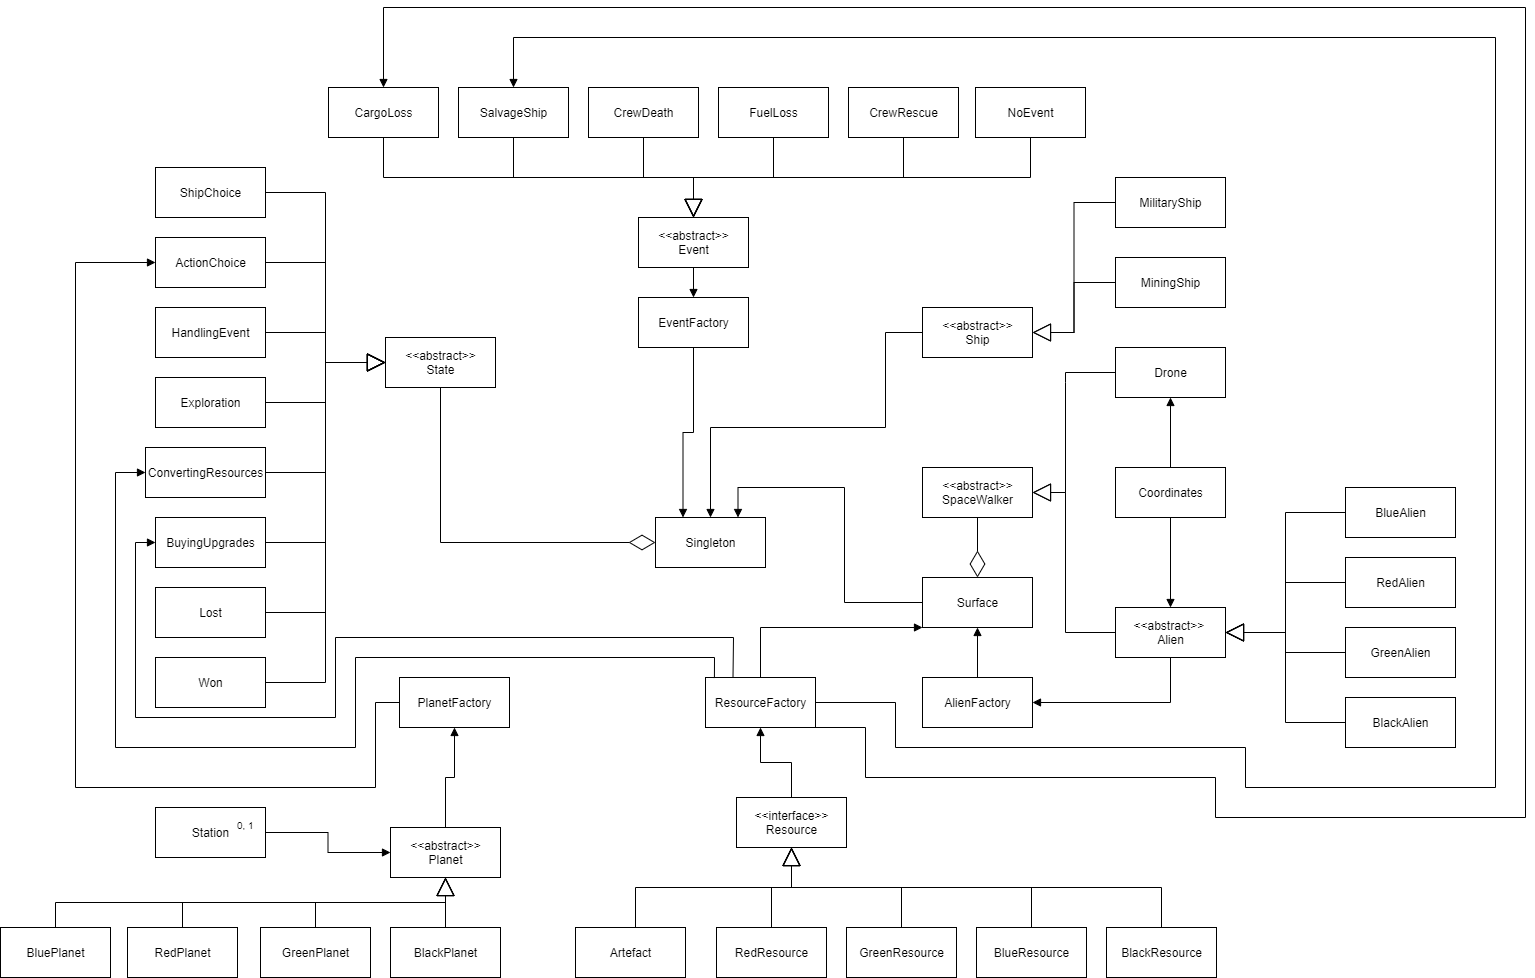 CargoLoss
SalvageShip
CrewDeath
FuelLoss
CrewRescue
NoEvent
ShipChoice
MilitaryShip
<<abstract>>
Event
ActionChoice
MiningShip
HandlingEvent
EventFactory
<<abstract>>
Ship
<<abstract>>
State
Drone
Exploration
ConvertingResources
<<abstract>>
SpaceWalker
Coordinates
BlueAlien
BuyingUpgrades
Singleton
RedAlien
Lost
Surface
<<abstract>>
Alien
GreenAlien
Won
PlanetFactory
ResourceFactory
AlienFactory
BlackAlien
Station 0, 1
<<interface>>
Resource
<<abstract>>
Planet
BluePlanet
RedPlanet
GreenPlanet
BlackPlanet
Artefact
RedResource
GreenResource
BlueResource
BlackResource